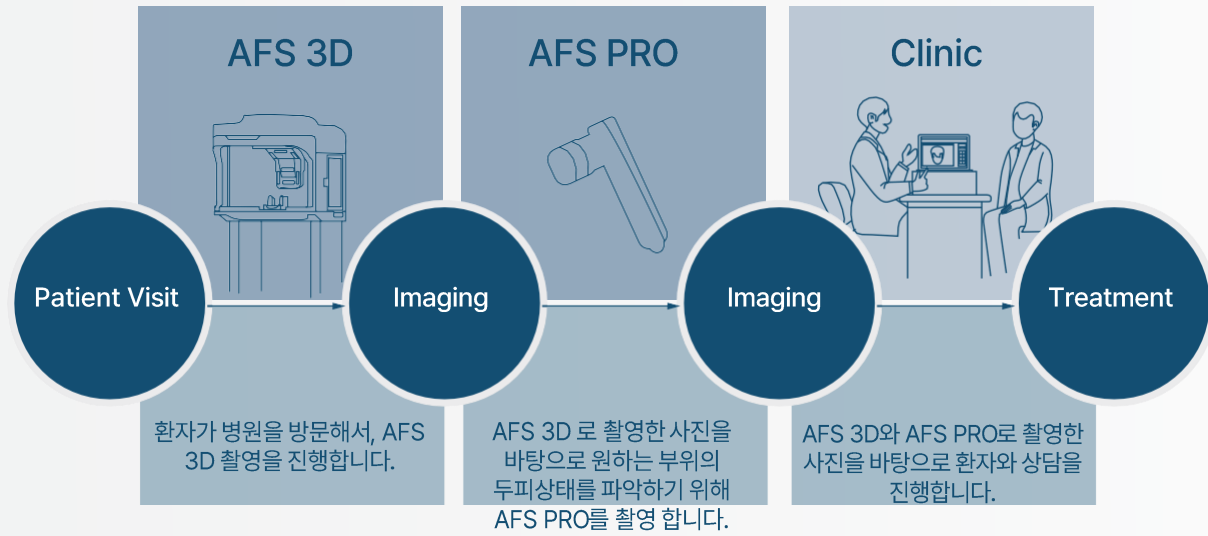 AFS 3D
AFS PRO
Clinic
Patient Visit
Imaging
Imaging
Treatment
환자가 병원을 방문해서, AFS
3D 촬영을 진행합니다.
AFS 3D 로 촬영한 사진을
바탕으로 원하는 부위의
두피상태를 파악하기 위해
AFS PRO를 촬영 합니다.
AFS 3D와 AFS PRO로 촬영한
사진을 바탕으로 환자와 상담을
진행합니다.